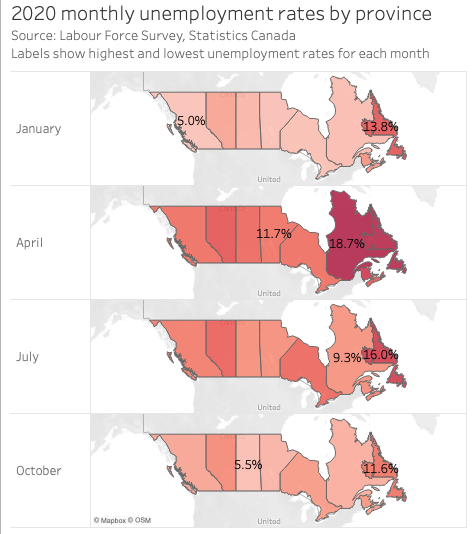 2020 monthly unemployment rates by province
Source: Labour Force Survey, Statistics Canada
Labels show highest and lowest unemployment rates for each month
January
5.0%
13.8%
United
April
11.7%
18.7%
United
July
9.3%
16.0%
United
October
5.5%
11.6%
© Mapbox © OSM
United